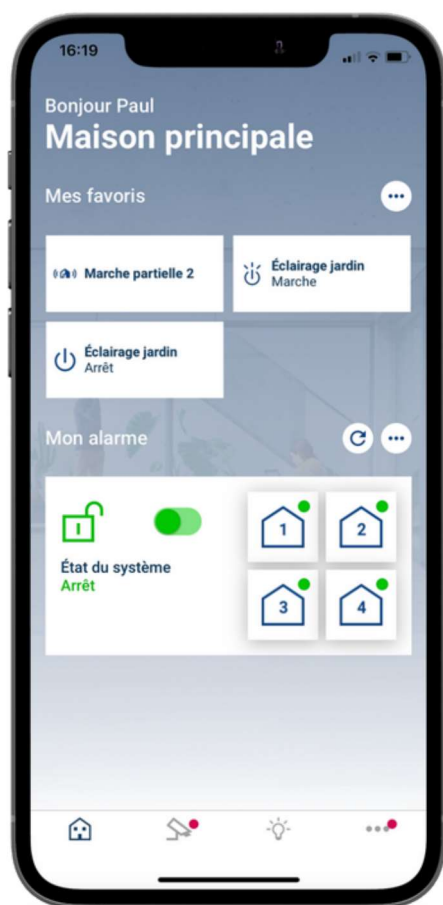 16:19
Bonjour Paul
Maison principale
Mes favoris
Marche partielle 2
Éclairage jardin
Marche
Éclairage jardin
Arrêt
Mon alarme
État du système
Arrêt
1
2
3
4